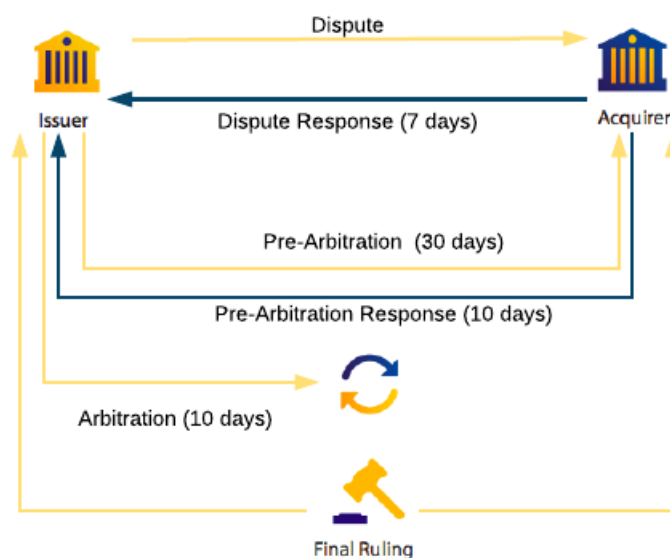 Dispute
Issuer
Acquirer
Dispute Response (7 days)
Pre-Arbitration (30 days)
Pre-Arbitration Response (10 days)
Arbitration (10 days)
Final Ruling